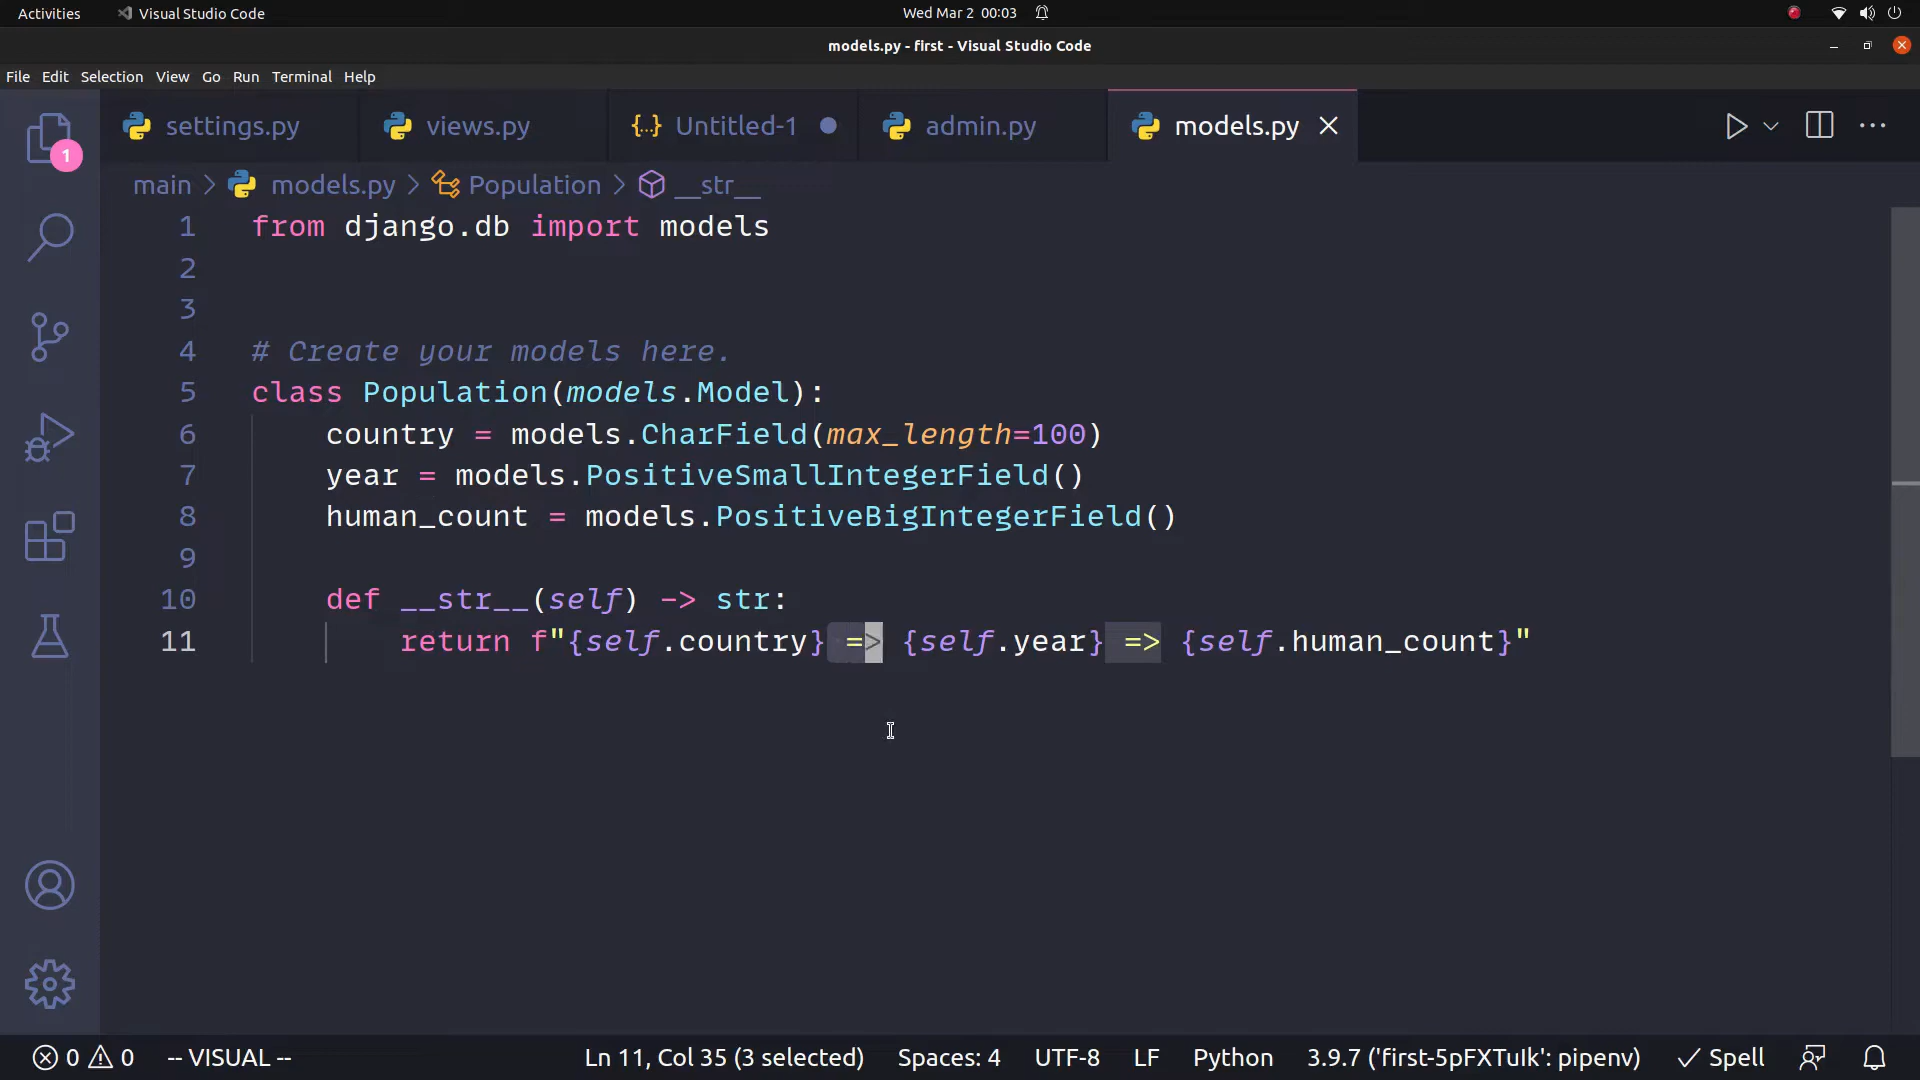 Activities Visual Studio Code Wed Mar 2 00:03
models.py - first - Visual Studio Code
File Edit Selection View Go Run Terminal Help
settings.py views.py {..} Untitled-1 admin.py models.py
1
main > models.py > Population > __str__
1 from django.db import models
2
3
4 # Create your models here.
5 class Population(models.Model):
6 country = models.CharField(max_length=100)
7 year = models.PositiveSmallIntegerField()
8 human_count = models.PositiveBigIntegerField()
9
10 def __str__(self) -> str:
11 return f"{self.country} => {self.year} => {self.human_count}"
0 0 -- VISUAL -- Ln 11, Col 35 (3 selected) Spaces: 4 UTF-8 LF Python 3.9.7 ('first-5pFXTuIk': pipenv) Spell